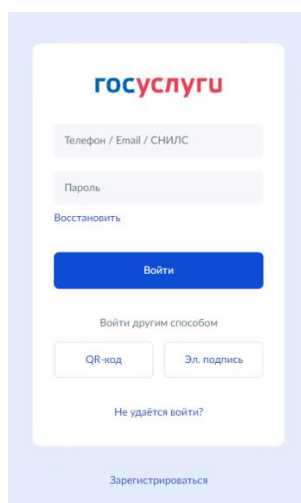 госуслуги
Телефон / Email / СНИЛС
Пароль
Восстановить
Войти
Войти другим способом
QR-код Эл. подпись
Не удаётся войти?
Зарегистрироваться